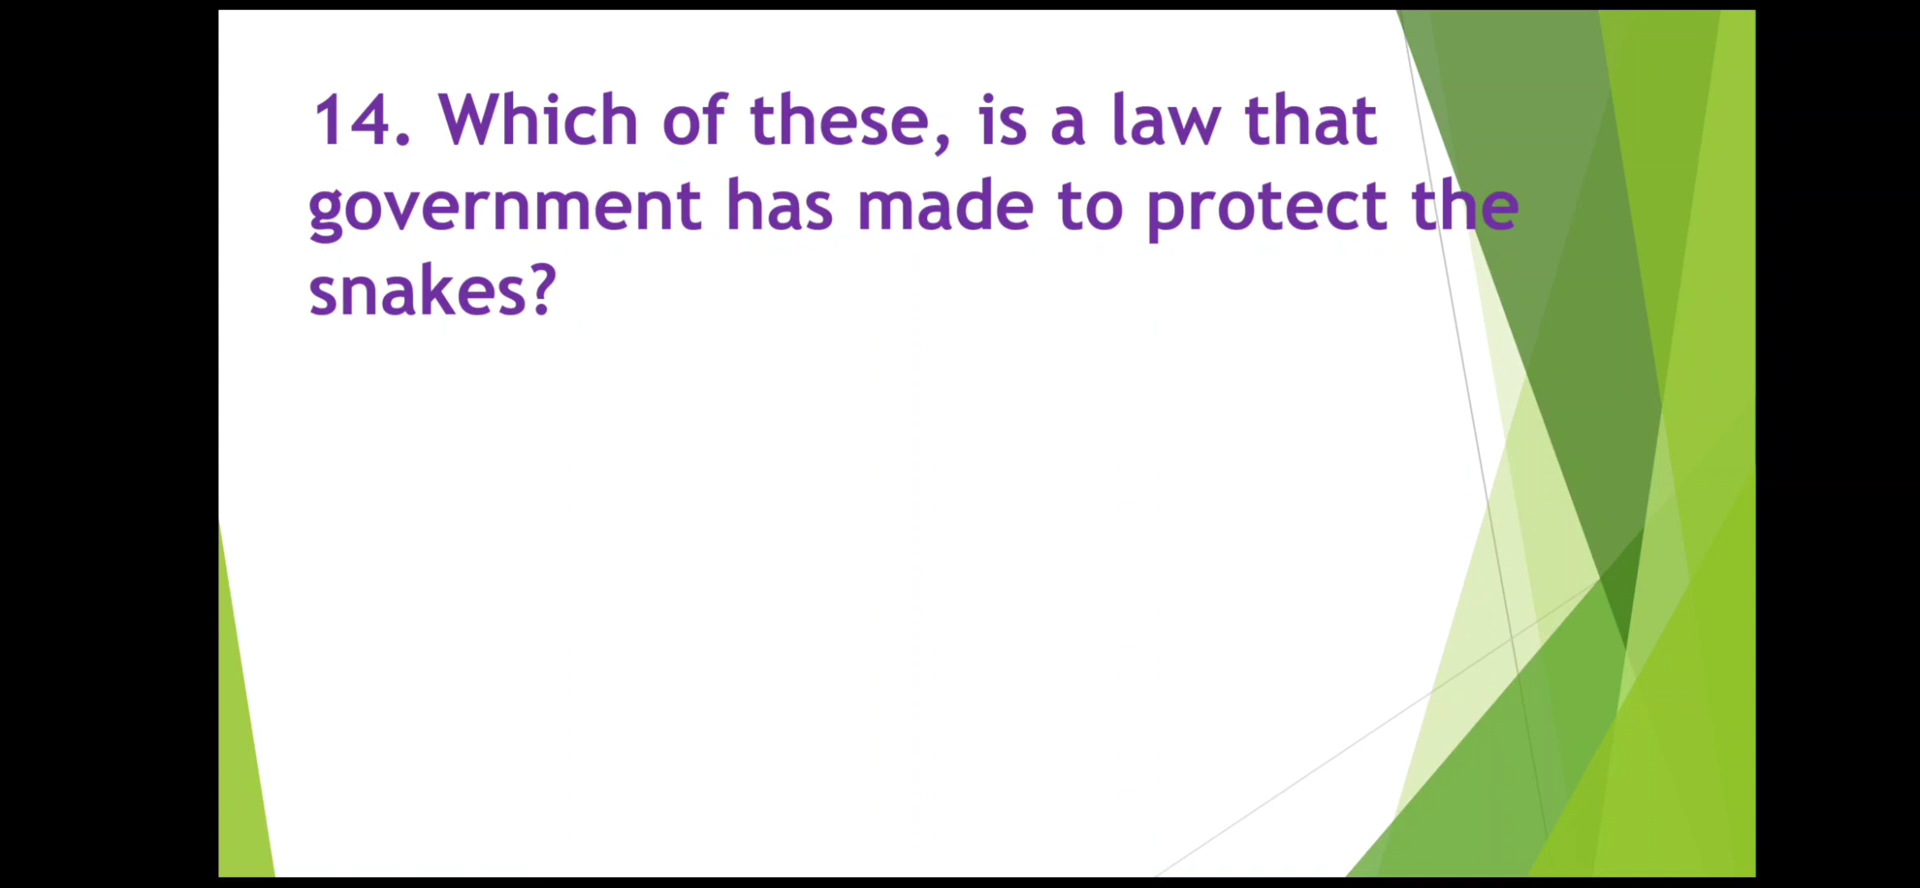 14. Which of these, is a law that
government has made to protect the
snakes?